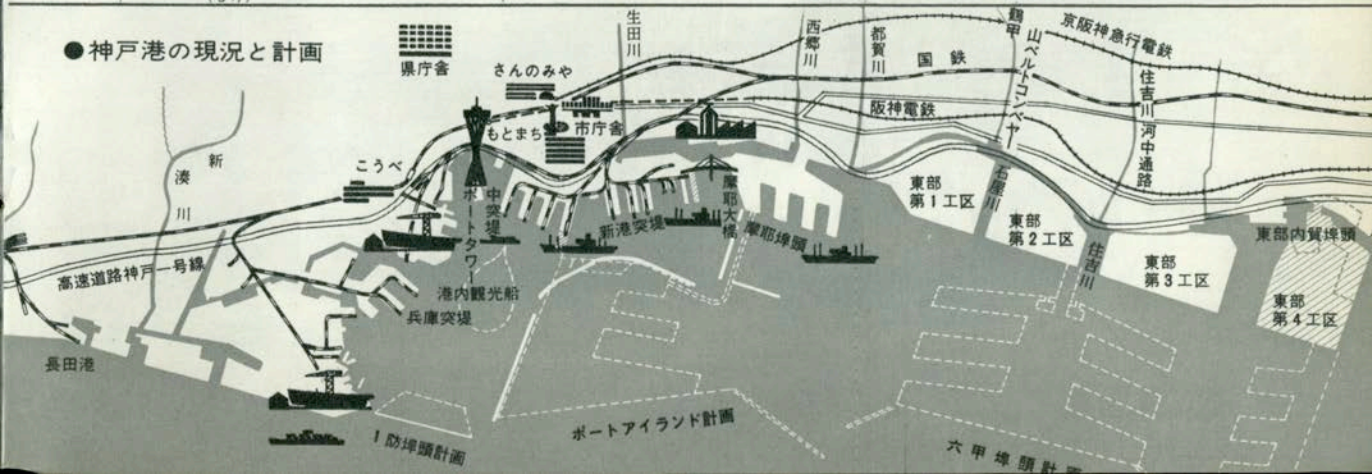 ●神戸港の現況と計画
県庁舎
さんのみや
生田川
西郷川
都賀川
国鉄
鶴甲山ベルトコンベヤー
京阪神急行電鉄
住吉川河中通路
阪神電鉄
もとまち
市庁舎
こうべ
新湊川
中突堤
ポートタワー
新港突堤
摩耶大橋
摩耶埠頭
石屋川
東部
第1工区
東部
第2工区
住吉川
東部
第3工区
東部内貿埠頭
東部
第4工区
高速道路神戸一号線
港内観光船
兵庫突堤
長田港
1防埠頭計画
ポートアイランド計画
六甲埠頭計画